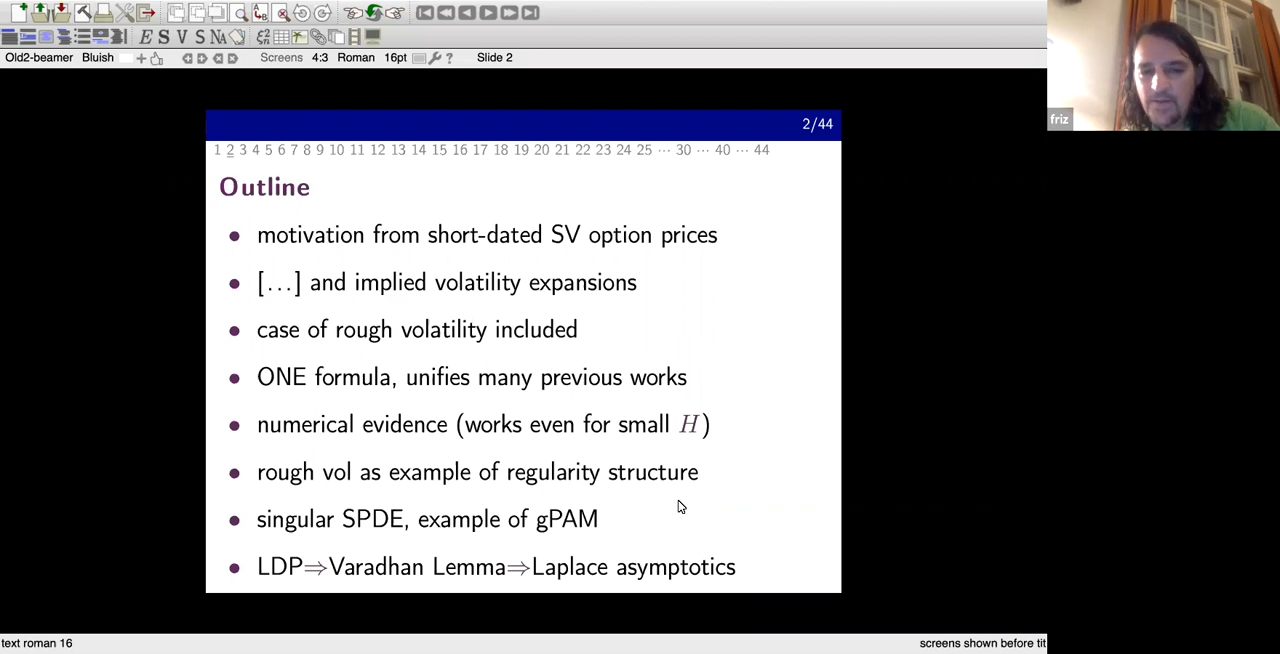 E S V S NA
Old2-beamer Bluish Screens 4:3 Roman 16pt ? Slide 2
friz
2/44
1 2 3 4 5 6 7 8 9 10 11 12 13 14 15 16 17 18 19 20 21 22 23 24 25 ··· 30 ··· 40 ··· 44
Outline
• motivation from short-dated SV option prices
• [...] and implied volatility expansions
• case of rough volatility included
• ONE formula, unifies many previous works
• numerical evidence (works even for small H)
• rough vol as example of regularity structure
• singular SPDE, example of gPAM
• LDP⇒Varadhan Lemma⇒Laplace asymptotics
text roman 16
screens shown before tit